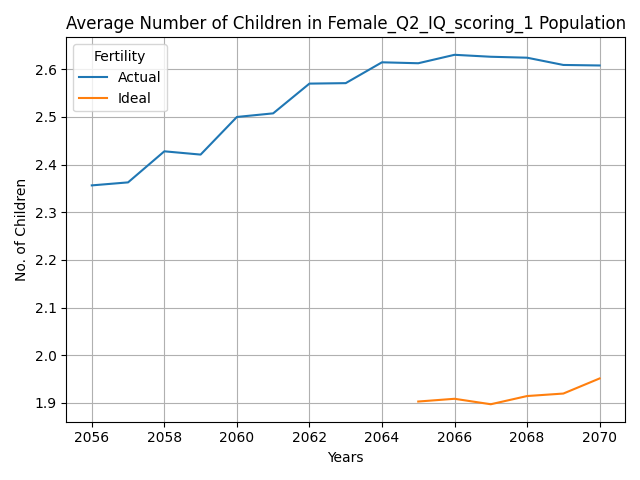 Average Number of Children in Female_Q2_IQ_scoring_1 Population
Fertility
Actual
Ideal
No. of Children
2.6
2.5
2.4
2.3
2.2
2.1
2.0
1.9
2056 2058 2060 2062 2064 2066 2068 2070
Years